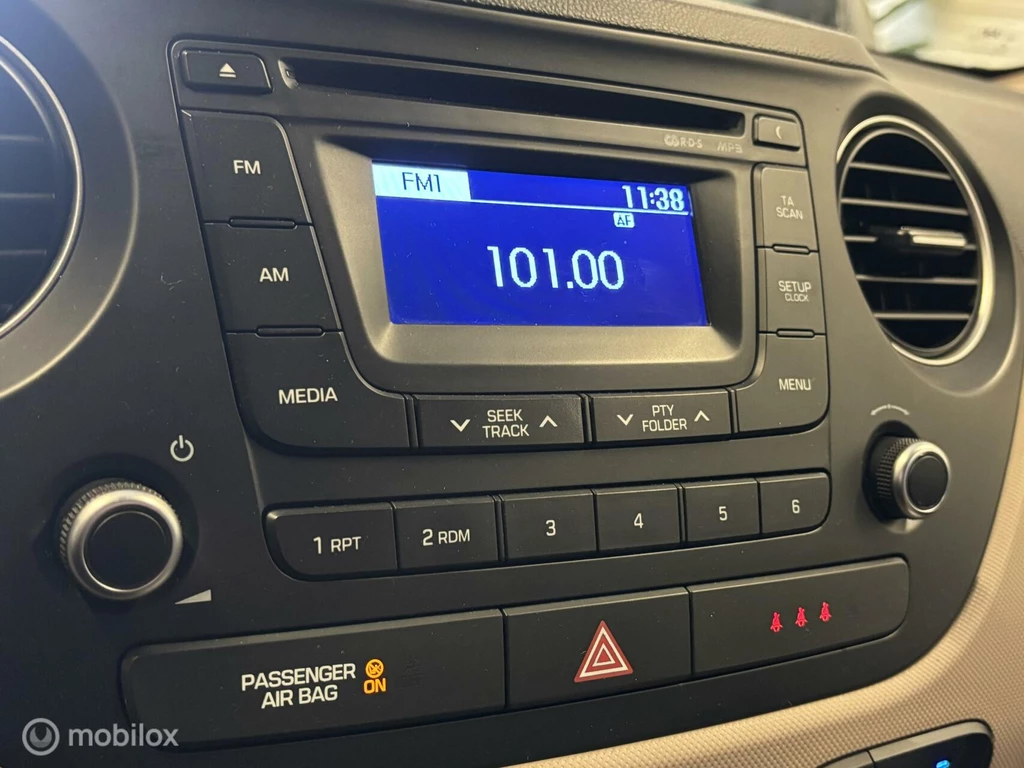 FM
AM
MEDIA
FM1
11:38
AF
101.00
RDS MP3
TA
SCAN
SETUP
CLOCK
MENU
SEEK
TRACK
PTY
FOLDER
1 RPT
2 RDM
3
4
5
6
PASSENGER
AIR BAG
ON
mobilox